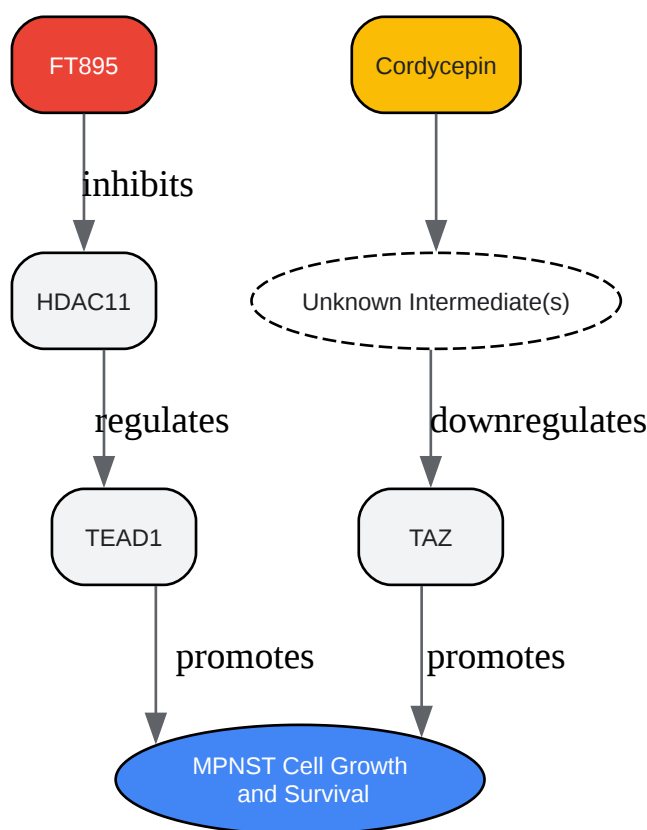 FT895
Cordycepin
inhibits
HDAC11
Unknown Intermediate(s)
regulates
downregulates
TEAD1
TAZ
promotes
promotes
MPNST Cell Growth
and Survival